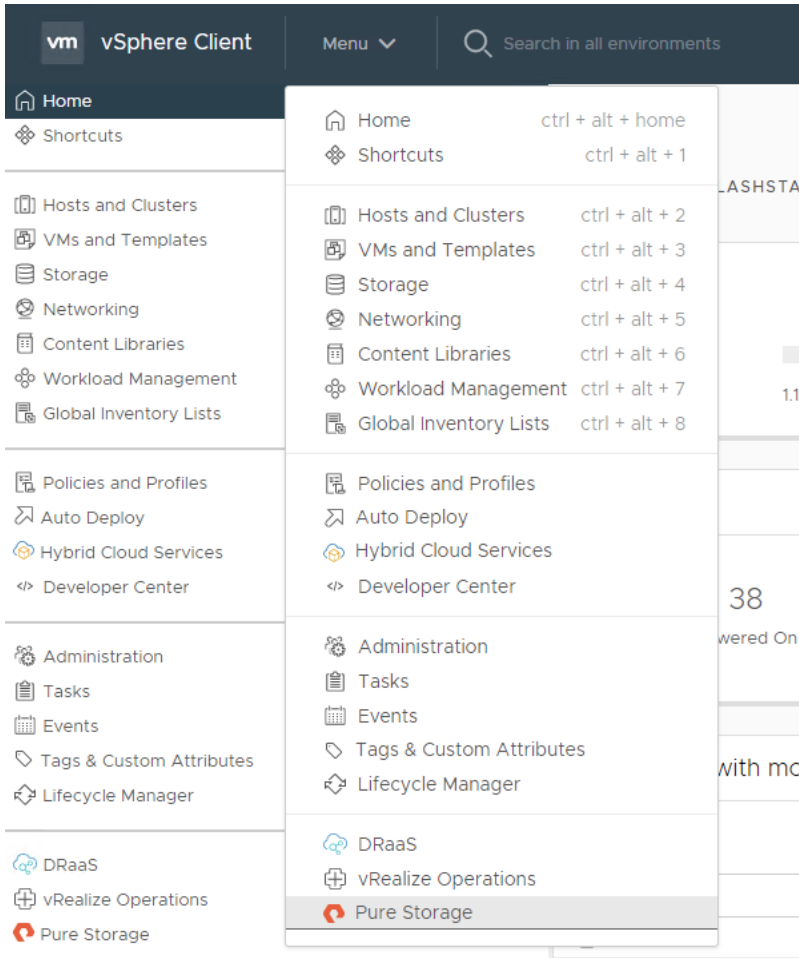 vm vSphere Client Menu Search in all environments
Home
Shortcuts
Hosts and Clusters
VMs and Templates
Storage
Networking
Content Libraries
Workload Management
Global Inventory Lists
Policies and Profiles
Auto Deploy
Hybrid Cloud Services
Developer Center
Administration
Tasks
Events
Tags & Custom Attributes
Lifecycle Manager
DRaaS
vRealize Operations
Pure Storage
Home ctrl + alt + home
Shortcuts ctrl + alt + 1
Hosts and Clusters ctrl + alt + 2
VMs and Templates ctrl + alt + 3
Storage ctrl + alt + 4
Networking ctrl + alt + 5
Content Libraries ctrl + alt + 6
Workload Management ctrl + alt + 7
Global Inventory Lists ctrl + alt + 8
Policies and Profiles
Auto Deploy
Hybrid Cloud Services
</> Developer Center
Administration
Tasks
Events
Tags & Custom Attributes
Lifecycle Manager
DRaaS
vRealize Operations
Pure Storage
LASHSTA
1.1
38
wered On
with mo